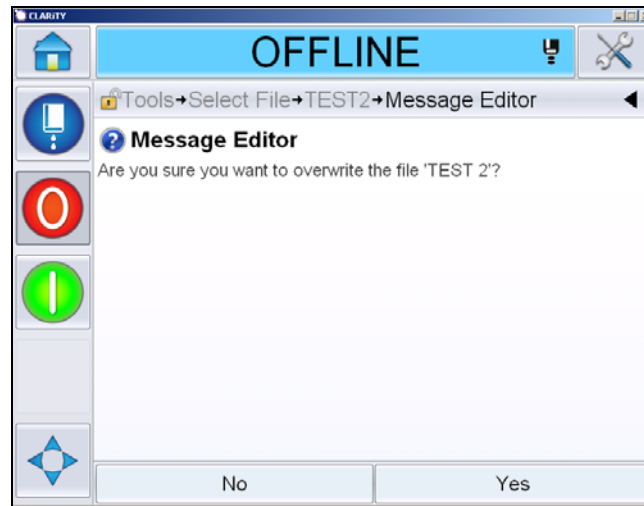 CLARiTY
OFFLINE
Tools→Select File→TEST2→Message Editor
Message Editor
Are you sure you want to overwrite the file 'TEST 2'?
No
Yes